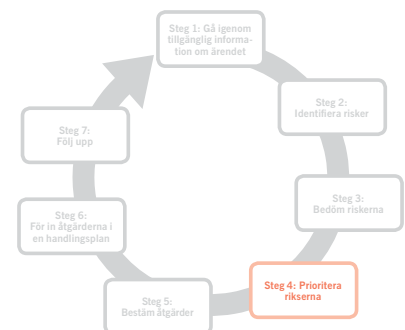 Steg 1: Gå igenom
tillgänglig informa-
tion om ärendet
Steg 2:
Identifiera risker
Steg 3:
Bedöm riskerna
Steg 4: Prioritera
rikserna
Steg 5:
Bestäm åtgärder
Steg 6:
För in åtgärderna i
en handlingsplan
Steg 7:
Följ upp